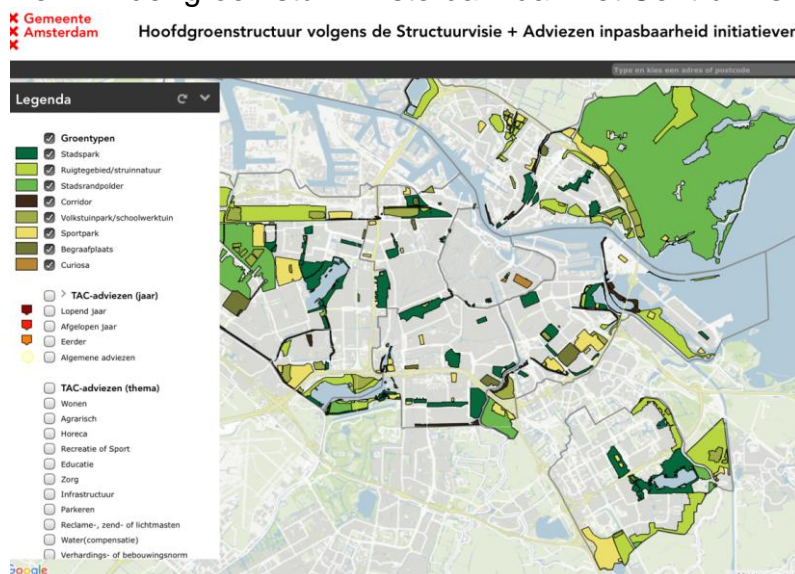 Gemeente
Amsterdam
Hoofdgroenstructuur volgens de Structuurvisie + Adviezen inpasbaarheid initiatieven
Typ en kies een adres of postcode
Legenda
Groentypen
Stadspark
Ruigtegebied/struinnatuur
Stadsrandpolder
Corridor
Volkstuinpark/schoolwerktuin
Sportpark
Begraafplaats
Curiosa
> TAC-adviezen (jaar)
Lopend jaar
Afgelopen jaar
Eerder
Algemene adviezen
TAC-adviezen (thema)
Wonen
Agrarisch
Horeca
Recreatie of Sport
Educatie
Zorg
Infrastructuur
Parkeren
Reclame-, zend- of lichtmasten
Water(compensatie)
Verhardings- of bebouwingsnorm
Google